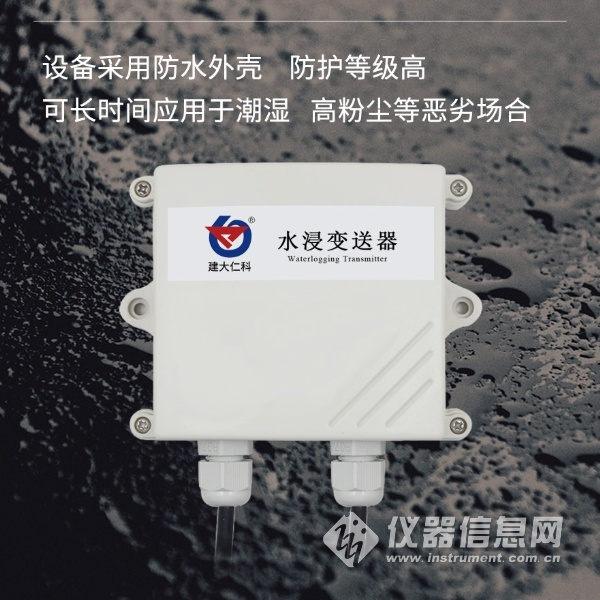 设备采用防水外壳 防护等级高
可长时间应用于潮湿 高粉尘等恶劣场合
®
建大仁科
水浸变送器
Waterlogging Transmitter
仪器信息网
www.instrument.com.cn